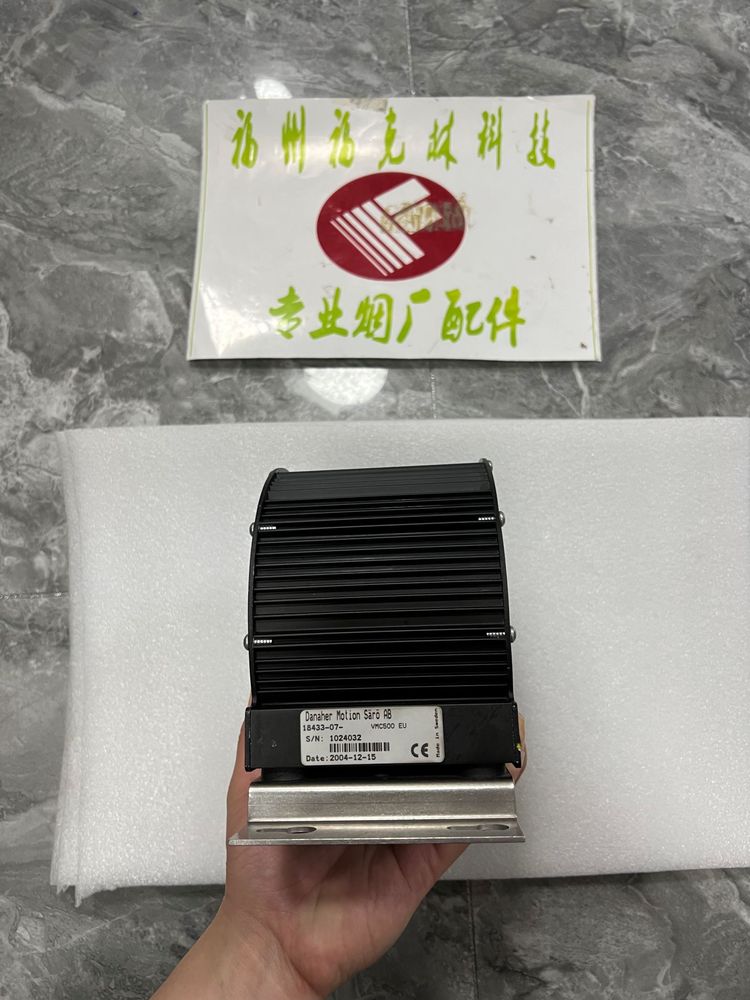 福州福克林科技
专业烟厂配件
Danaher Motion Särö AB
18433-07-    VMC500 EU
S/N: 1024032
Date:2004-12-15
CE
Made in Sweden